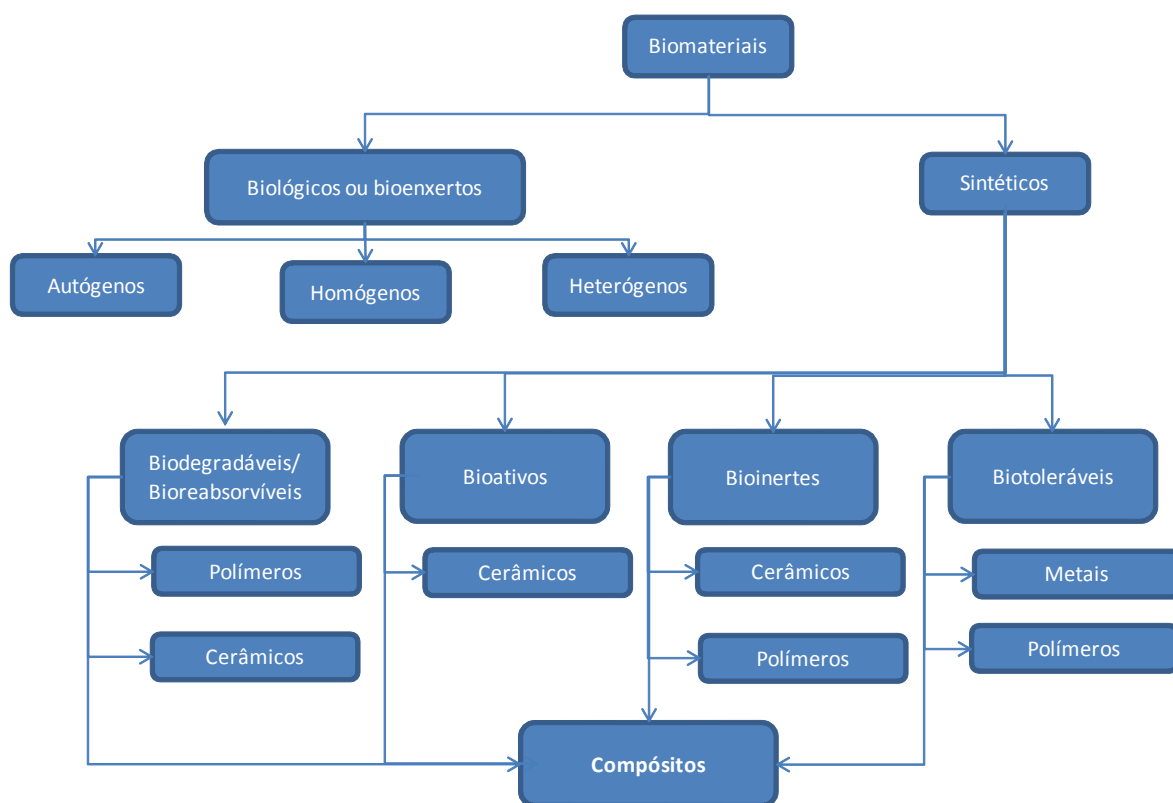 Biomateriais
Biológicos ou bioenxertos
Sintéticos
Autógenos
Homógenos
Heterógenos
Biodegradáveis/
Bioreabsorvíveis
Bioativos
Bioinertes
Biotoleráveis
Polímeros
Cerâmicos
Cerâmicos
Metais
Cerâmicos
Polímeros
Polímeros
Compósitos